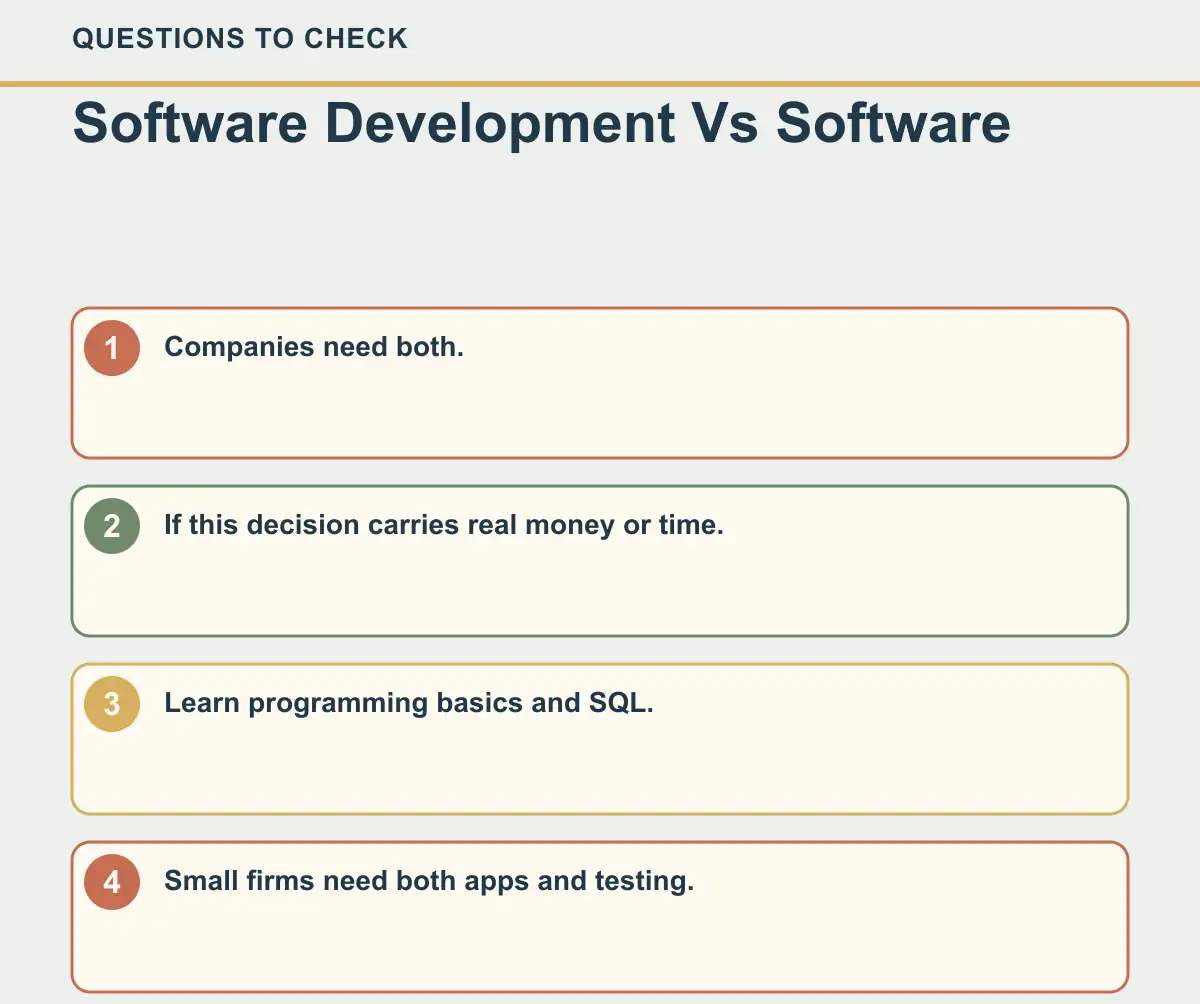 QUESTIONS TO CHECK
Software Development Vs Software
1 Companies need both.
2 If this decision carries real money or time.
3 Learn programming basics and SQL.
4 Small firms need both apps and testing.